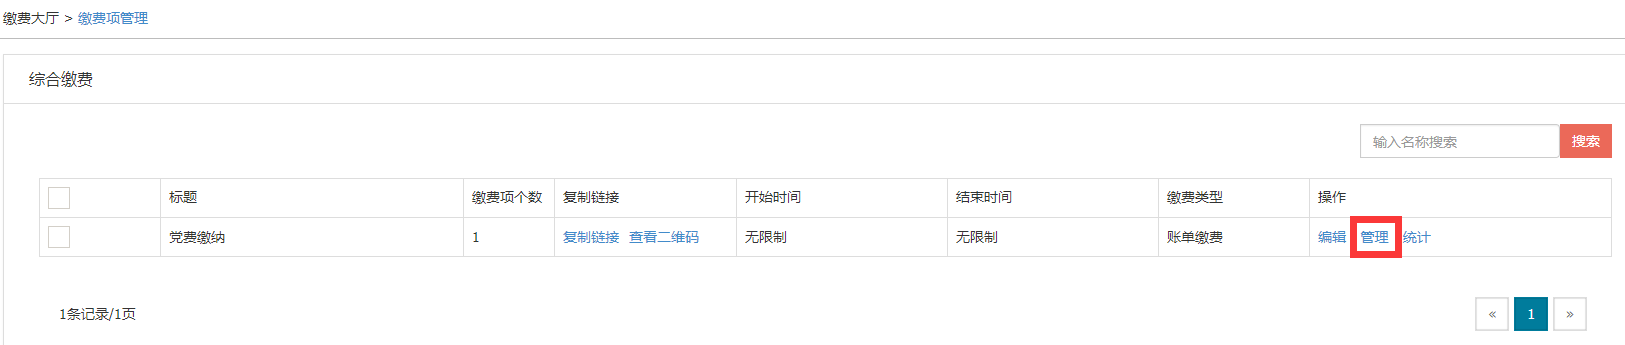 缴费大厅 > 缴费项管理
综合缴费
输入名称搜索 搜索
标题 缴费项个数 复制链接 开始时间 结束时间 缴费类型 操作
党费缴纳 1 复制链接 查看二维码 无限制 无限制 账单缴费 编辑 管理 统计
1条记录/1页 « 1 »